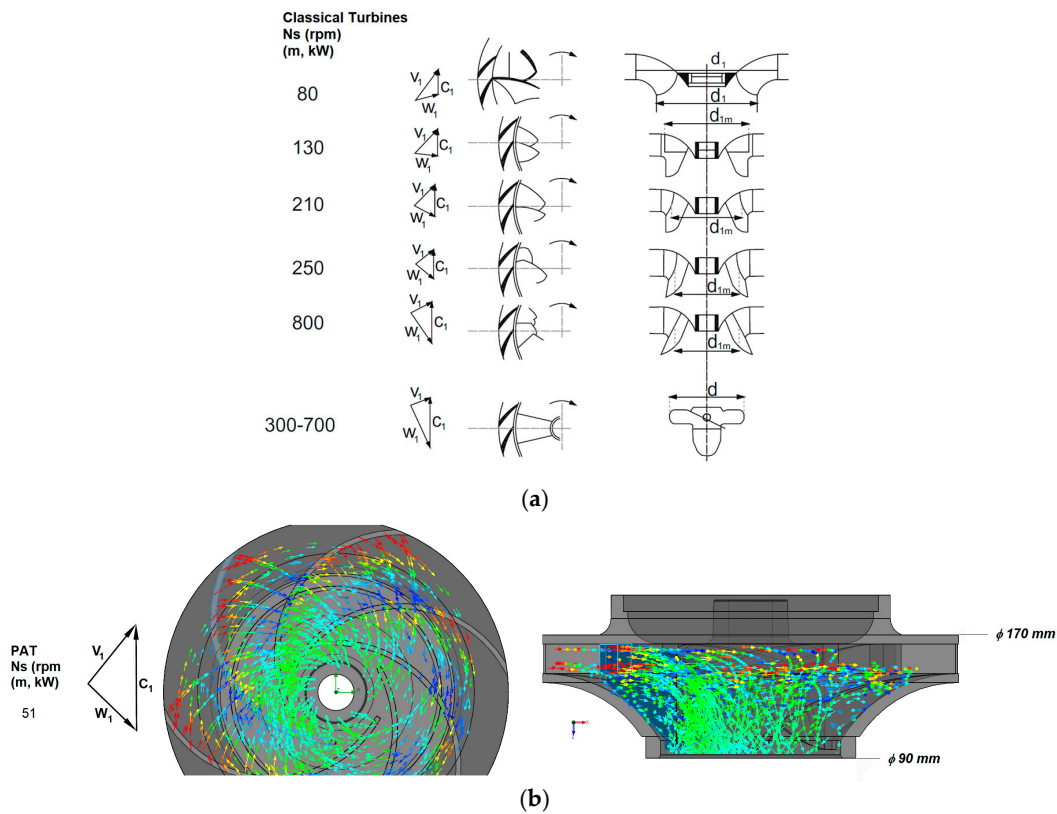 Classical Turbines
Ns (rpm)
(m, kW)
80
V1
C1
W1
d1
d1
d1m
130
V1
C1
W1
210
V1
C1
W1
d1m
250
V1
C1
W1
d1m
800
V1
C1
W1
d1m
300-700
V1
C1
W1
d
(a)
PAT
Ns (rpm
(m, kW)
51
V1
C1
W1
ϕ 170 mm
ϕ 90 mm
(b)